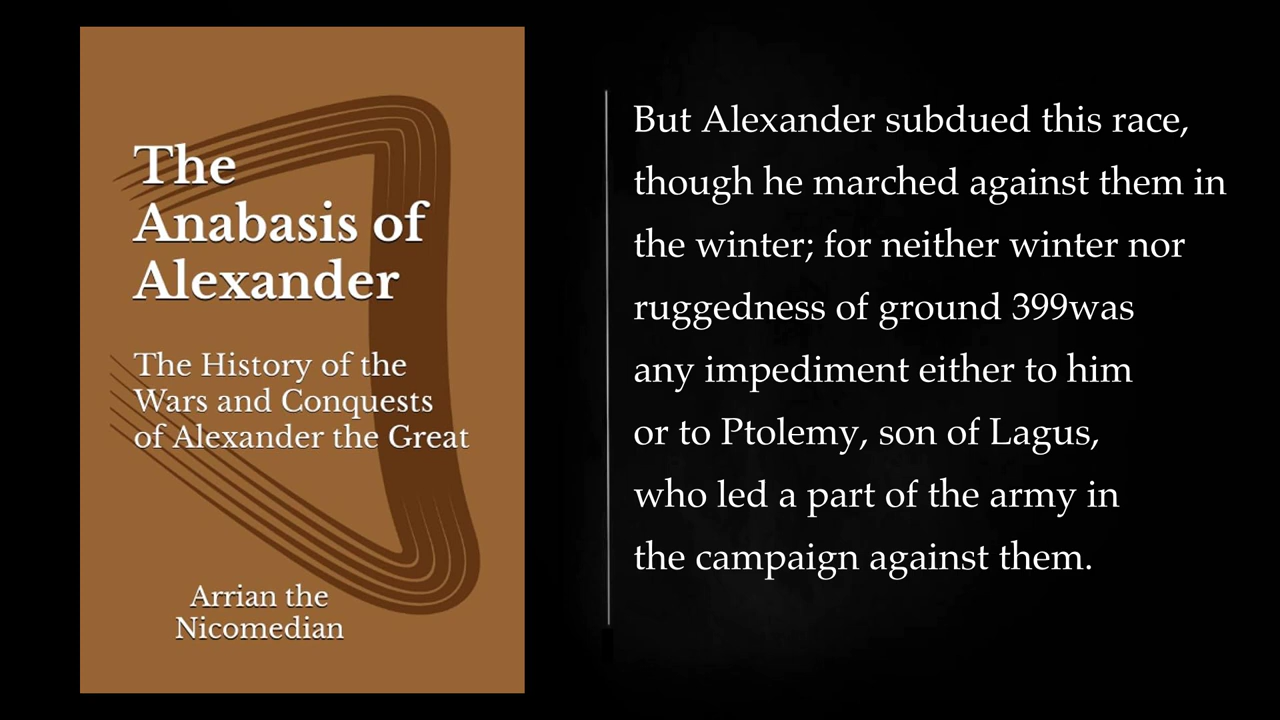 The
Anabasis of
Alexander
The History of the
Wars and Conquests
of Alexander the Great
Arrian the
Nicomedian
But Alexander subdued this race,
though he marched against them in
the winter; for neither winter nor
ruggedness of ground 399was
any impediment either to him
or to Ptolemy, son of Lagus,
who led a part of the army in
the campaign against them.